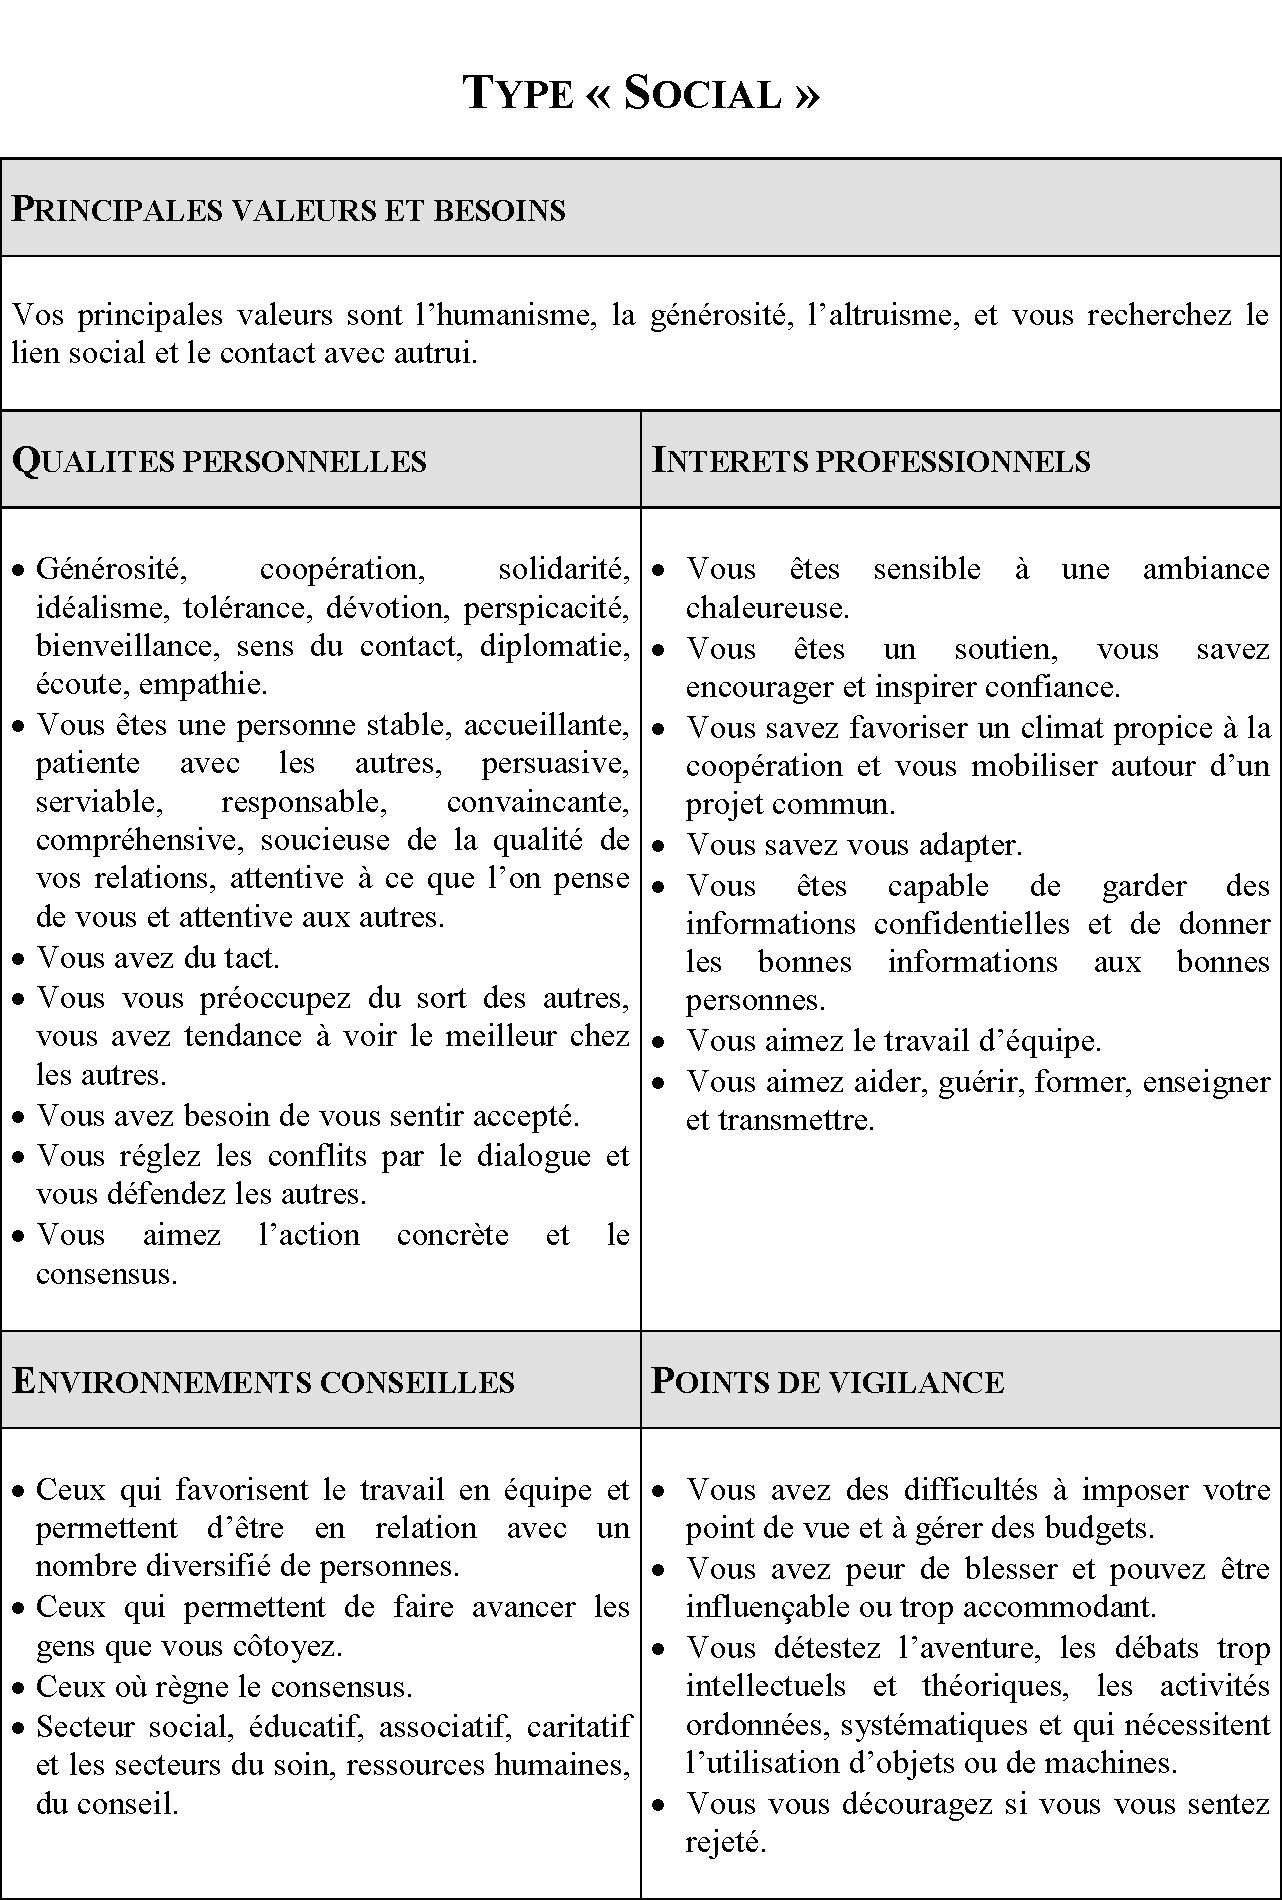 TYPE « SOCIAL »
PRINCIPALES VALEURS ET BESOINS
Vos principales valeurs sont l’humanisme, la générosité, l’altruisme, et vous recherchez le
lien social et le contact avec autrui.
QUALITES PERSONNELLES
• Générosité, coopération, solidarité,
idéalisme, tolérance, dévotion, perspicacité,
bienveillance, sens du contact, diplomatie,
écoute, empathie.
• Vous êtes une personne stable, accueillante,
patiente avec les autres, persuasive,
serviable, responsable, convaincante,
compréhensive, soucieuse de la qualité de
vos relations, attentive à ce que l’on pense
de vous et attentive aux autres.
• Vous avez du tact.
• Vous vous préoccupez du sort des autres,
vous avez tendance à voir le meilleur chez
les autres.
• Vous avez besoin de vous sentir accepté.
• Vous réglez les conflits par le dialogue et
vous défendez les autres.
• Vous aimez l’action concrète et le
consensus.
INTERETS PROFESSIONNELS
• Vous êtes sensible à une ambiance
chaleureuse.
• Vous êtes un soutien, vous savez
encourager et inspirer confiance.
• Vous savez favoriser un climat propice à la
coopération et vous mobiliser autour d’un
projet commun.
• Vous savez vous adapter.
• Vous êtes capable de garder des
informations confidentielles et de donner
les bonnes informations aux bonnes
personnes.
• Vous aimez le travail d’équipe.
• Vous aimez aider, guérir, former, enseigner
et transmettre.
ENVIRONNEMENTS CONSEILLES
• Ceux qui favorisent le travail en équipe et
permettent d’être en relation avec un
nombre diversifié de personnes.
• Ceux qui permettent de faire avancer les
gens que vous côtoyez.
• Ceux où règne le consensus.
• Secteur social, éducatif, associatif, caritatif
et les secteurs du soin, ressources humaines,
du conseil.
POINTS DE VIGILANCE
• Vous avez des difficultés à imposer votre
point de vue et à gérer des budgets.
• Vous avez peur de blesser et pouvez être
influençable ou trop accommodant.
• Vous détestez l’aventure, les débats trop
intellectuels et théoriques, les activités
ordonnées, systématiques et qui nécessitent
l’utilisation d’objets ou de machines.
• Vous vous découragez si vous vous sentez
rejeté.